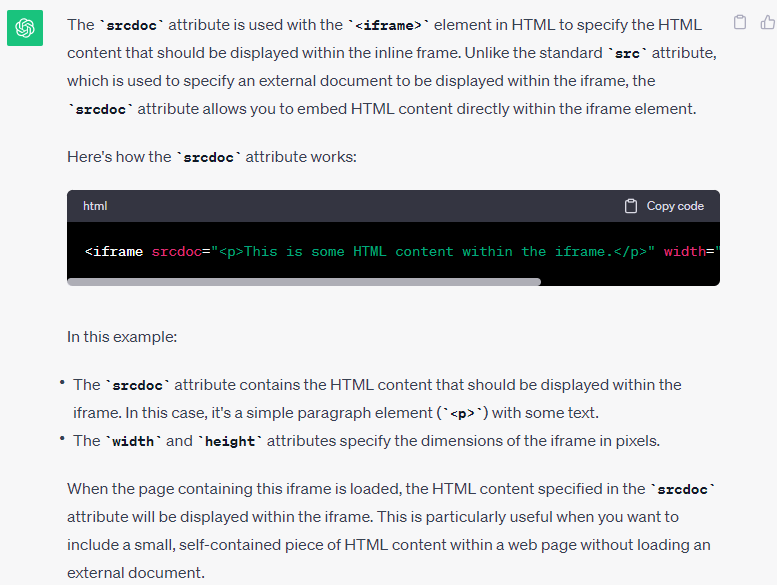 The `srcdoc` attribute is used with the `<iframe>` element in HTML to specify the HTML
content that should be displayed within the inline frame. Unlike the standard `src` attribute,
which is used to specify an external document to be displayed within the iframe, the
`srcdoc` attribute allows you to embed HTML content directly within the iframe element.
Here's how the `srcdoc` attribute works:
html Copy code
<iframe srcdoc="<p>This is some HTML content within the iframe.</p>" width="
In this example:
• The `srcdoc` attribute contains the HTML content that should be displayed within the
iframe. In this case, it's a simple paragraph element (`<p>`) with some text.
• The `width` and `height` attributes specify the dimensions of the iframe in pixels.
When the page containing this iframe is loaded, the HTML content specified in the `srcdoc`
attribute will be displayed within the iframe. This is particularly useful when you want to
include a small, self-contained piece of HTML content within a web page without loading an
external document.